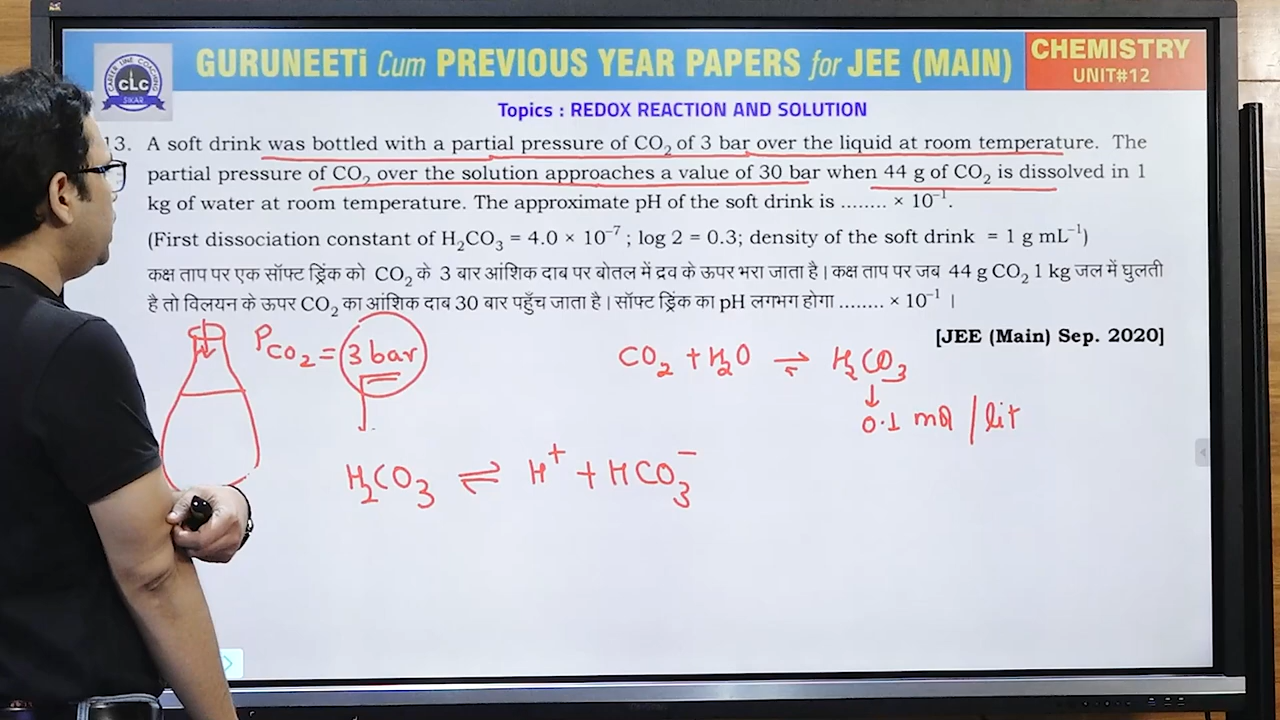 GURUNEETi Cum PREVIOUS YEAR PAPERS for JEE (MAIN)
CHEMISTRY
UNIT#12
CLC
SIKAR
Topics : REDOX REACTION AND SOLUTION
13. A soft drink was bottled with a partial pressure of CO₂ of 3 bar over the liquid at room temperature. The
partial pressure of CO₂ over the solution approaches a value of 30 bar when 44 g of CO₂ is dissolved in 1
kg of water at room temperature. The approximate pH of the soft drink is ........ × 10⁻¹.
(First dissociation constant of H₂CO₃ = 4.0 × 10⁻⁷ ; log 2 = 0.3; density of the soft drink = 1 g mL⁻¹)
कक्ष ताप पर एक सॉफ्ट ड्रिंक को CO₂ के 3 बार आंशिक दाब पर बोतल में द्रव के ऊपर भरा जाता है। कक्ष ताप पर जब 44 g CO₂ 1 kg जल में घुलती
है तो विलयन के ऊपर CO₂ का आंशिक दाब 30 बार पहुँच जाता है। सॉफ्ट ड्रिंक का pH लगभग होगा ........ × 10⁻¹ ।
[JEE (Main) Sep. 2020]
P CO₂ = 3 bar
CO₂ + H₂O ⇌ H₂CO₃
↓
0.1 mol / lit
H₂CO₃ ⇌ H⁺ + HCO₃⁻